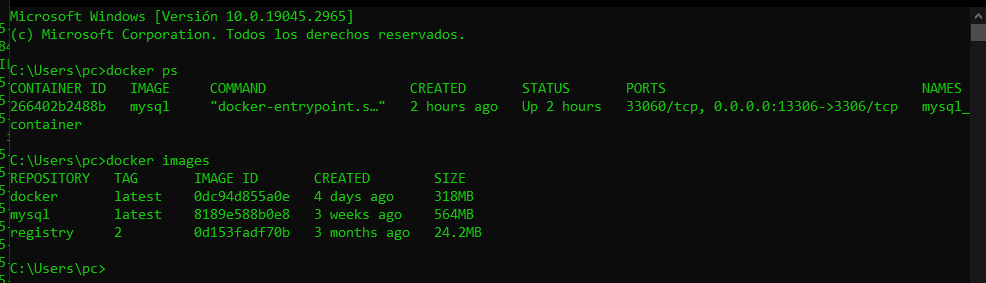 Microsoft Windows [Versión 10.0.19045.2965]
(c) Microsoft Corporation. Todos los derechos reservados.
C:\Users\pc>docker ps
CONTAINER ID   IMAGE     COMMAND                  CREATED       STATUS       PORTS                                NAMES
266402b2488b   mysql     "docker-entrypoint.s…"   2 hours ago   Up 2 hours   33060/tcp, 0.0.0.0:13306->3306/tcp   mysql_
container
C:\Users\pc>docker images
REPOSITORY   TAG       IMAGE ID       CREATED        SIZE
docker       latest    0dc94d855a0e   4 days ago     318MB
mysql        latest    8189e588b0e8   3 weeks ago    564MB
registry     2         0d153fadf70b   3 months ago   24.2MB
C:\Users\pc>